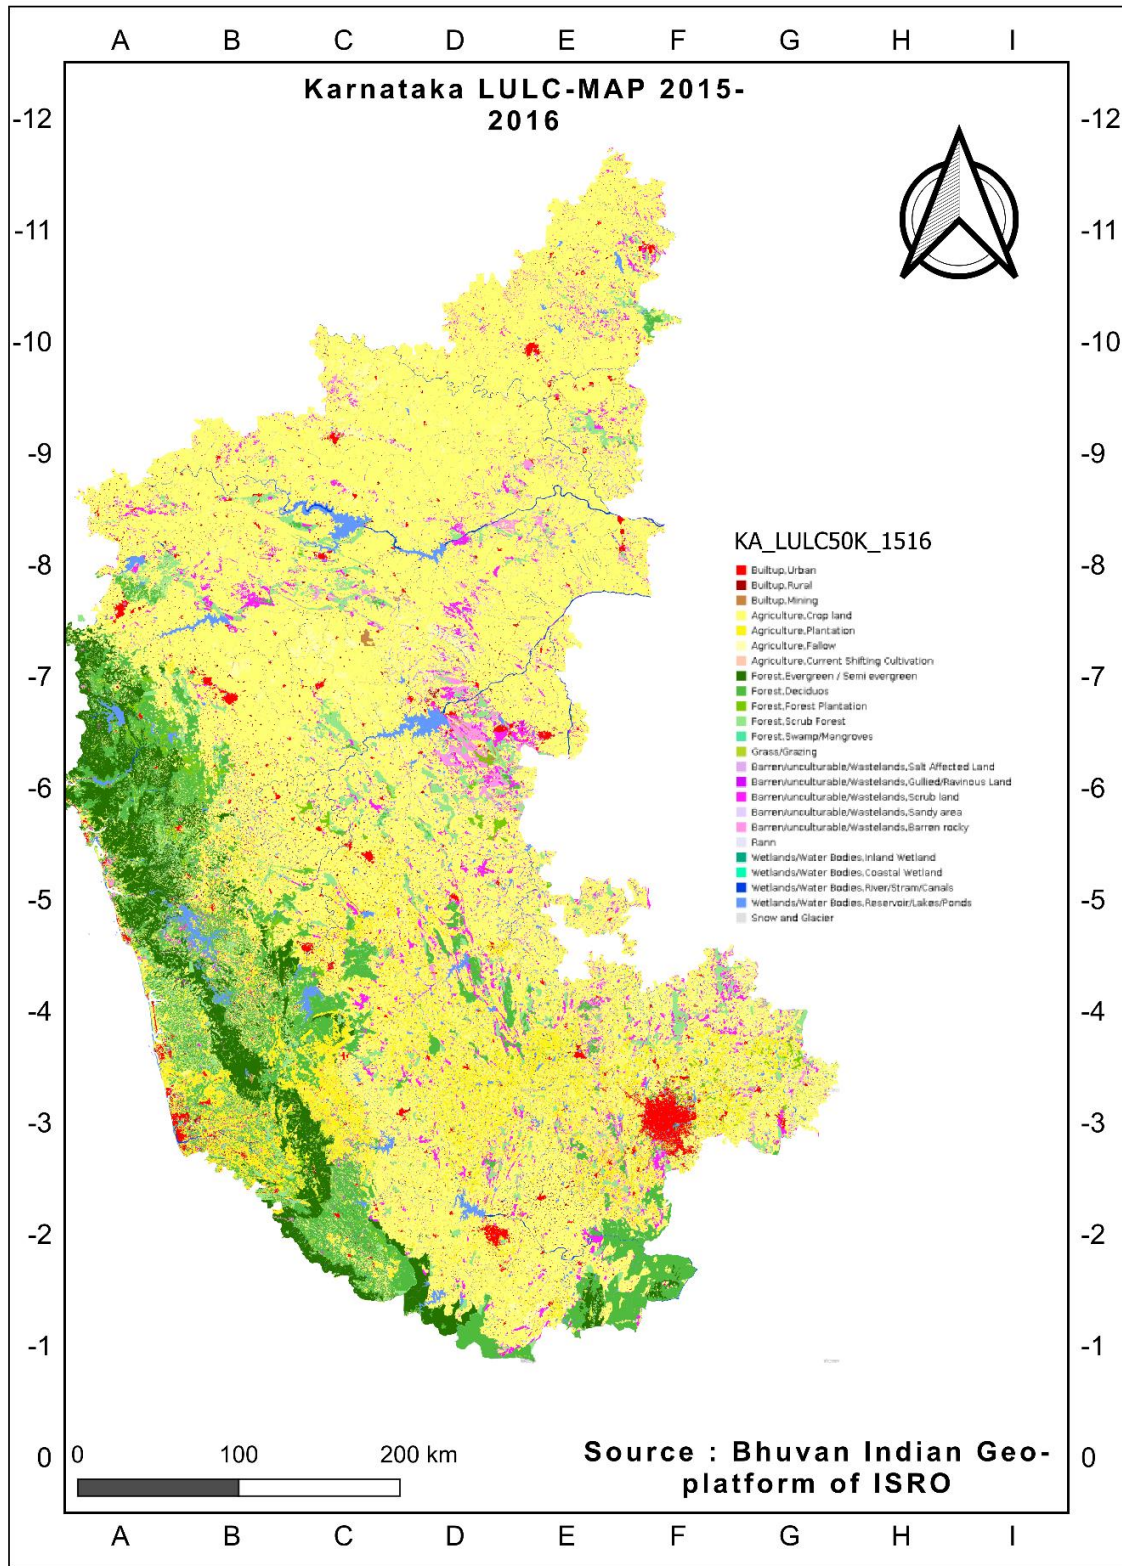 A B C D E F G H I
Karnataka LULC-MAP 2015-
2016
-12 -12
-11 -11
-10 -10
-9 -9
-8 -8
-7 -7
-6 -6
-5 -5
-4 -4
-3 -3
-2 -2
-1 -1
0 0
KA_LULC50K_1516
Builtup,Urban
Builtup,Rural
Builtup,Mining
Agriculture,Crop land
Agriculture,Plantation
Agriculture,Fallow
Agriculture,Current Shifting Cultivation
Forest,Evergreen / Semi evergreen
Forest,Deciduos
Forest,Forest Plantation
Forest,Scrub Forest
Forest,Swamp/Mangroves
Grass/Grazing
Barren/unculturable/Wastelands,Salt Affected Land
Barren/unculturable/Wastelands,Gullied/Ravinous Land
Barren/unculturable/Wastelands,Scrub land
Barren/unculturable/Wastelands,Sandy area
Barren/unculturable/Wastelands,Barren rocky
Rann
Wetlands/Water Bodies,Inland Wetland
Wetlands/Water Bodies,Coastal Wetland
Wetlands/Water Bodies,River/Stram/Canals
Wetlands/Water Bodies,Reservoir/Lakes/Ponds
Snow and Glacier
0 100 200 km
Source : Bhuvan Indian Geo-
platform of ISRO
A B C D E F G H I